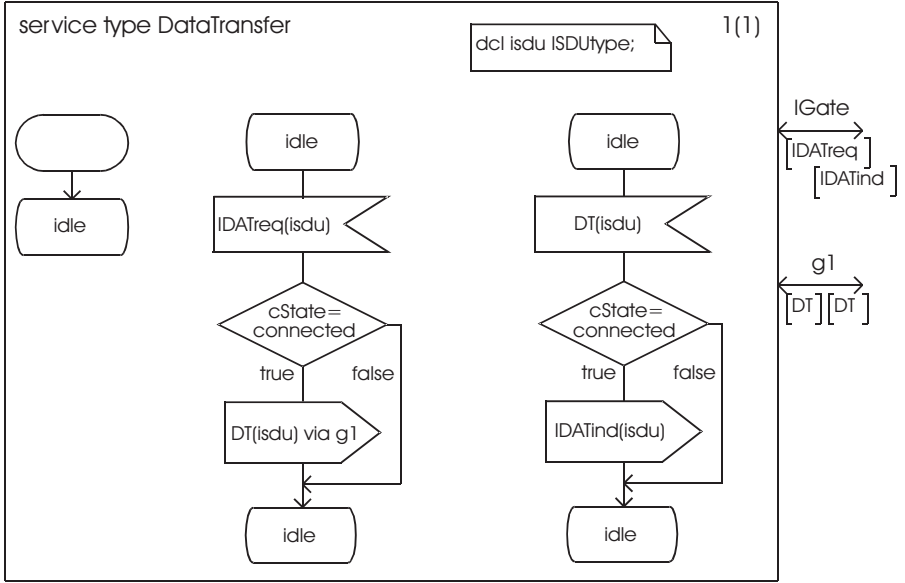 service type DataTransfer
1(1)
dcl isdu ISDUtype;
IGate
[IDATreq]
[IDATind]
g1
[DT] [DT]
idle
idle
IDATreq(isdu)
cState=
connected
true
false
DT(isdu) via g1
idle
idle
DT(isdu)
cState=
connected
true
false
IDATind(isdu)
idle